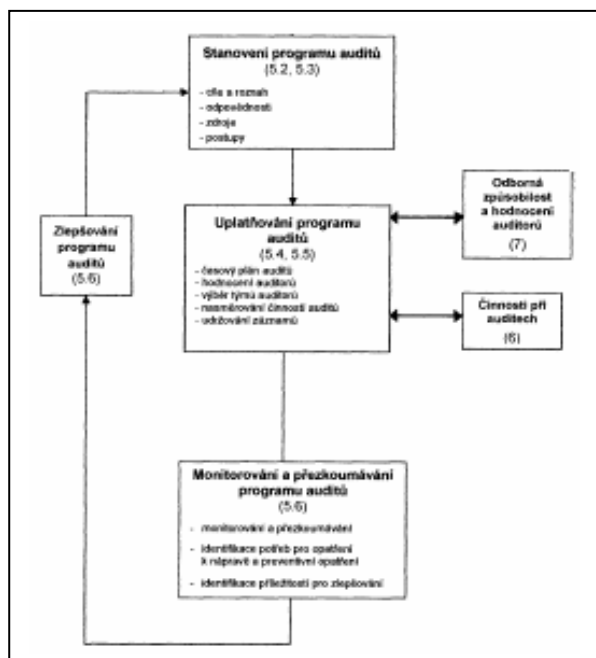 Stanovení programu auditů
(5.2, 5.3)
- cíle a rozsah
- odpovědnosti
- zdroje
- postupy
Zlepšování
programu
auditů
(5.6)
Uplatňování programu
auditů
(5.4, 5.5)
- časový plán auditů
- hodnocení auditorů
- výběr týmů auditorů
- nasměrování činností auditů
- udržování záznamů
Odborná
způsobilost
a hodnocení
auditorů
(7)
Činnosti při
auditech
(6)
Monitorování a přezkoumávání
programu auditů
(5.6)
- monitorování a přezkoumávání
- identifikace potřeb pro opatření
k nápravě a preventivní opatření
- identifikace příležitostí pro zlepšování